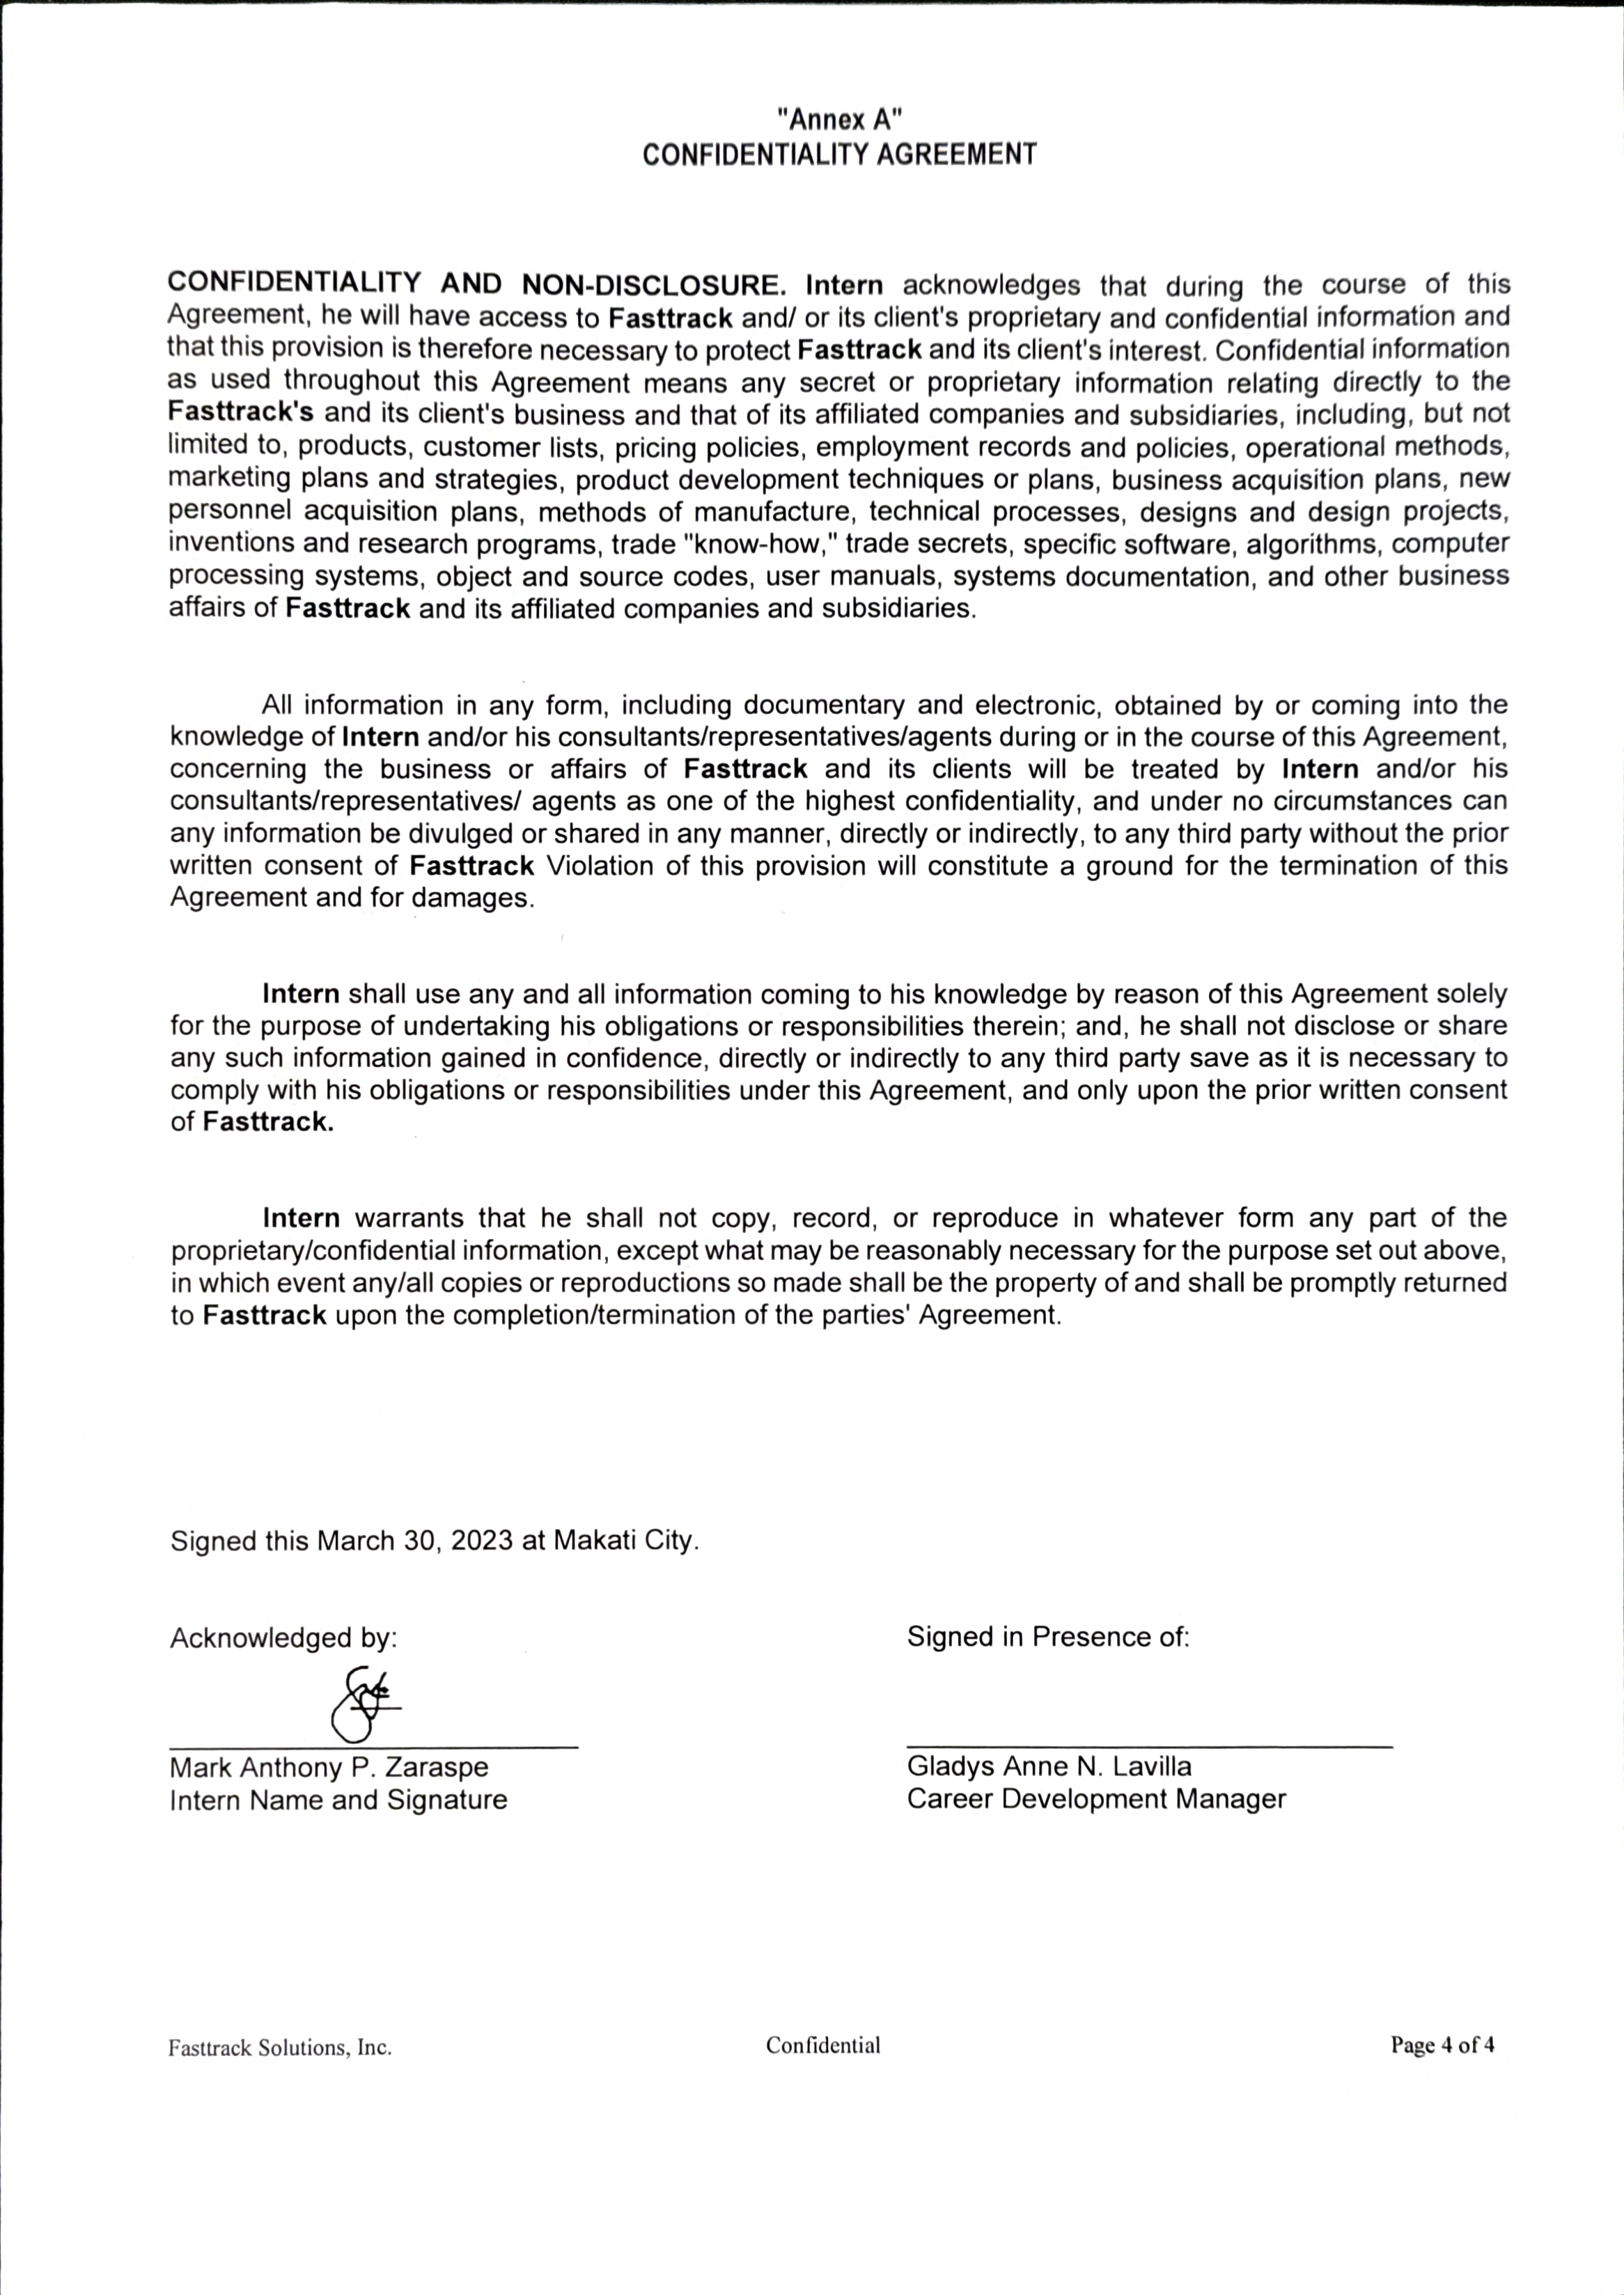 "Annex A"
CONFIDENTIALITY AGREEMENT
CONFIDENTIALITY AND NON-DISCLOSURE. Intern acknowledges that during the course of this
Agreement, he will have access to Fasttrack and/ or its client's proprietary and confidential information and
that this provision is therefore necessary to protect Fasttrack and its client's interest. Confidential information
as used throughout this Agreement means any secret or proprietary information relating directly to the
Fasttrack's and its client's business and that of its affiliated companies and subsidiaries, including, but not
limited to, products, customer lists, pricing policies, employment records and policies, operational methods,
marketing plans and strategies, product development techniques or plans, business acquisition plans, new
personnel acquisition plans, methods of manufacture, technical processes, designs and design projects,
inventions and research programs, trade "know-how," trade secrets, specific software, algorithms, computer
processing systems, object and source codes, user manuals, systems documentation, and other business
affairs of Fasttrack and its affiliated companies and subsidiaries.
All information in any form, including documentary and electronic, obtained by or coming into the
knowledge of Intern and/or his consultants/representatives/agents during or in the course of this Agreement,
concerning the business or affairs of Fasttrack and its clients will be treated by Intern and/or his
consultants/representatives/ agents as one of the highest confidentiality, and under no circumstances can
any information be divulged or shared in any manner, directly or indirectly, to any third party without the prior
written consent of Fasttrack Violation of this provision will constitute a ground for the termination of this
Agreement and for damages.
Intern shall use any and all information coming to his knowledge by reason of this Agreement solely
for the purpose of undertaking his obligations or responsibilities therein; and, he shall not disclose or share
any such information gained in confidence, directly or indirectly to any third party save as it is necessary to
comply with his obligations or responsibilities under this Agreement, and only upon the prior written consent
of Fasttrack.
Intern warrants that he shall not copy, record, or reproduce in whatever form any part of the
proprietary/confidential information, except what may be reasonably necessary for the purpose set out above,
in which event any/all copies or reproductions so made shall be the property of and shall be promptly returned
to Fasttrack upon the completion/termination of the parties' Agreement.
Signed this March 30, 2023 at Makati City.
Acknowledged by:
Signed in Presence of:
Mark Anthony P. Zaraspe
Gladys Anne N. Lavilla
Intern Name and Signature
Career Development Manager
Fasttrack Solutions, Inc.
Confidential
Page 4 of 4